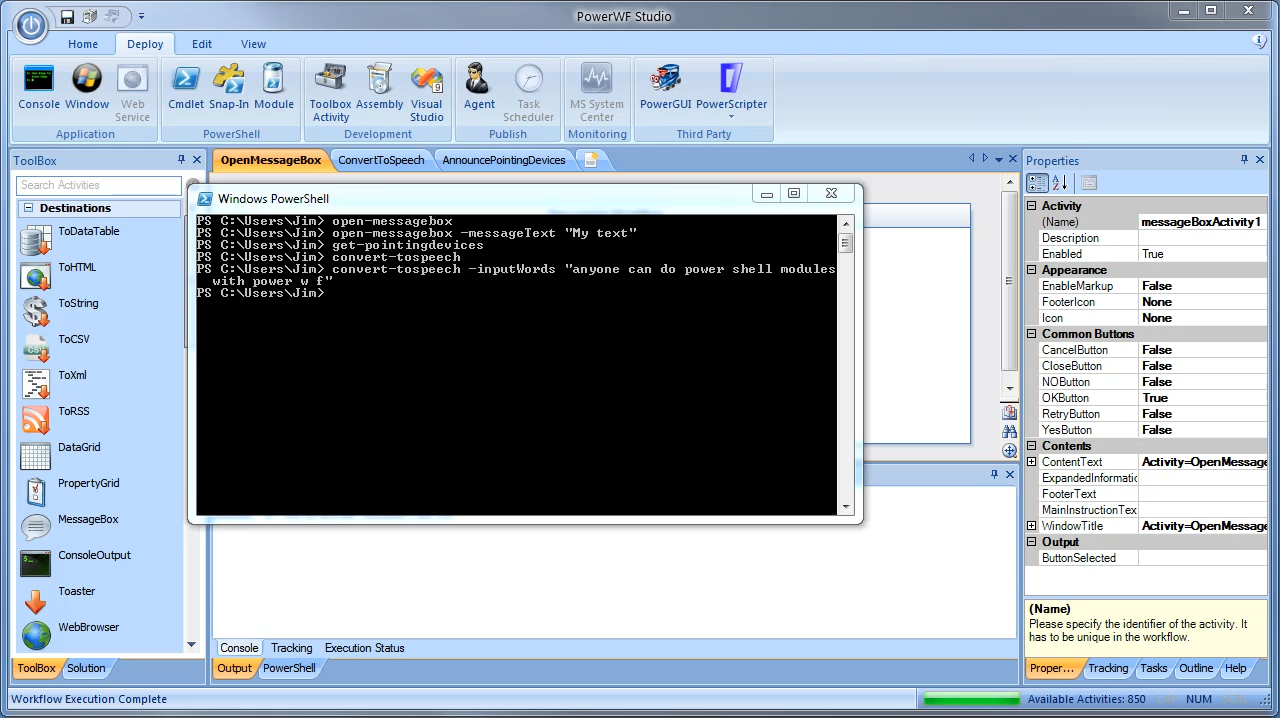 PowerWF Studio
Home Deploy Edit View
Console Window Web Service
Application
Cmdlet Snap-In Module
PowerShell
Toolbox Activity Assembly Visual Studio
Development
Agent Task Scheduler
Publish
MS System Center
Monitoring
PowerGUI PowerScripter
Third Party
ToolBox
Search Activities
Destinations
ToDataTable
ToHTML
ToString
ToCSV
ToXml
ToRSS
DataGrid
PropertyGrid
MessageBox
ConsoleOutput
Toaster
WebBrowser
ToolBox Solution
OpenMessageBox ConvertToSpeech AnnouncePointingDevices
Windows PowerShell
PS C:\Users\Jim> open-messagebox
PS C:\Users\Jim> open-messagebox -messageText "My text"
PS C:\Users\Jim> get-pointingdevices
PS C:\Users\Jim> convert-tospeech
PS C:\Users\Jim> convert-tospeech -inputWords "anyone can do power shell modules
with power w f"
PS C:\Users\Jim>
Console Tracking Execution Status
Output PowerShell
Properties
Activity
(Name) messageBoxActivity1
Description
Enabled True
Appearance
EnableMarkup False
FooterIcon None
Icon None
Common Buttons
CancelButton False
CloseButton False
NOButton False
OKButton True
RetryButton False
YesButton False
Contents
ContentText Activity=OpenMessage
ExpandedInformatic
FooterText
MainInstructionTex
WindowTitle Activity=OpenMessage
Output
ButtonSelected
(Name)
Please specify the identifier of the activity. It
has to be unique in the workflow.
Proper... Tracking Tasks Outline Help
Workflow Execution Complete
Available Activities: 850 CAP NUM